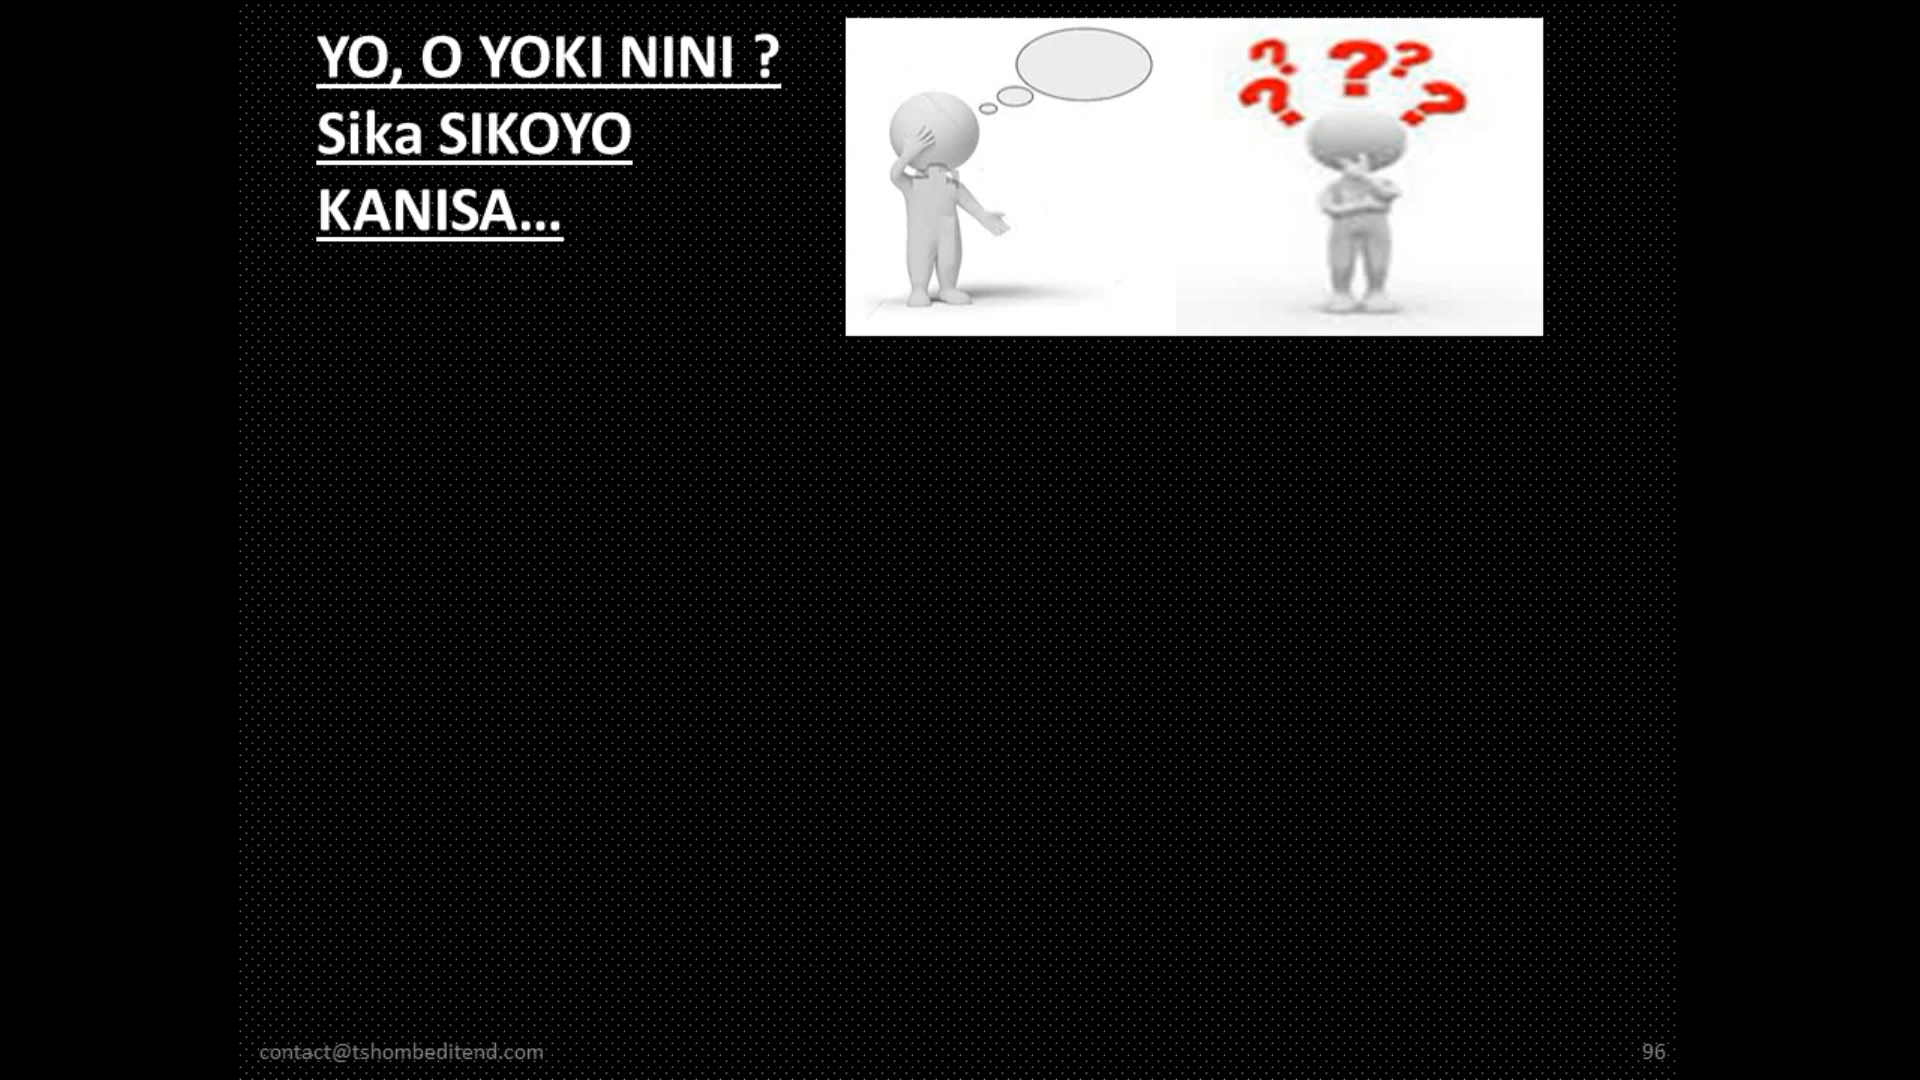 YO, O YOKI NINI ?
Sika SIKOYO
KANISA...
? ? ? ? ?
contact@tshombeditend.com
96